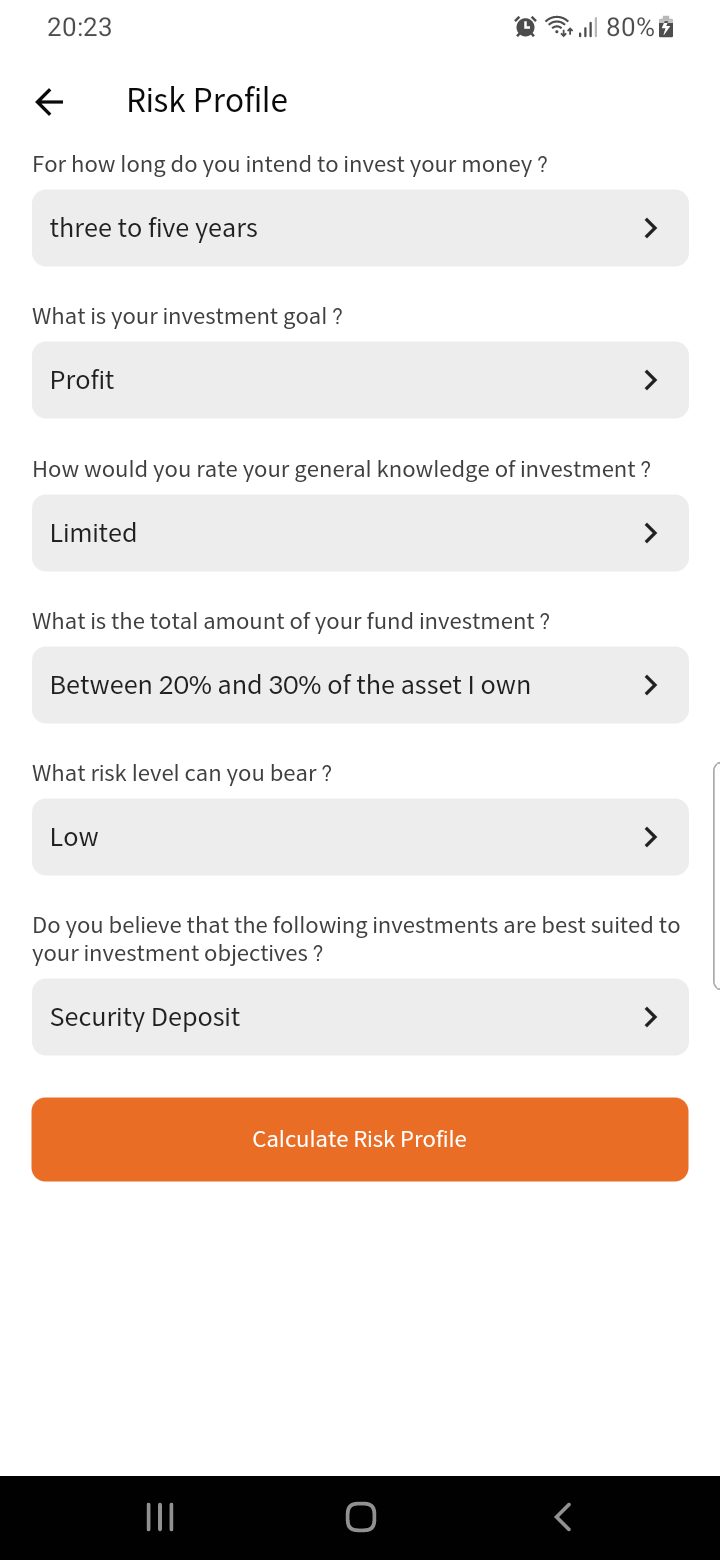 20:23
80%
Risk Profile
For how long do you intend to invest your money ?
three to five years
What is your investment goal ?
Profit
How would you rate your general knowledge of investment ?
Limited
What is the total amount of your fund investment ?
Between 20% and 30% of the asset I own
What risk level can you bear ?
Low
Do you believe that the following investments are best suited to
your investment objectives ?
Security Deposit
Calculate Risk Profile